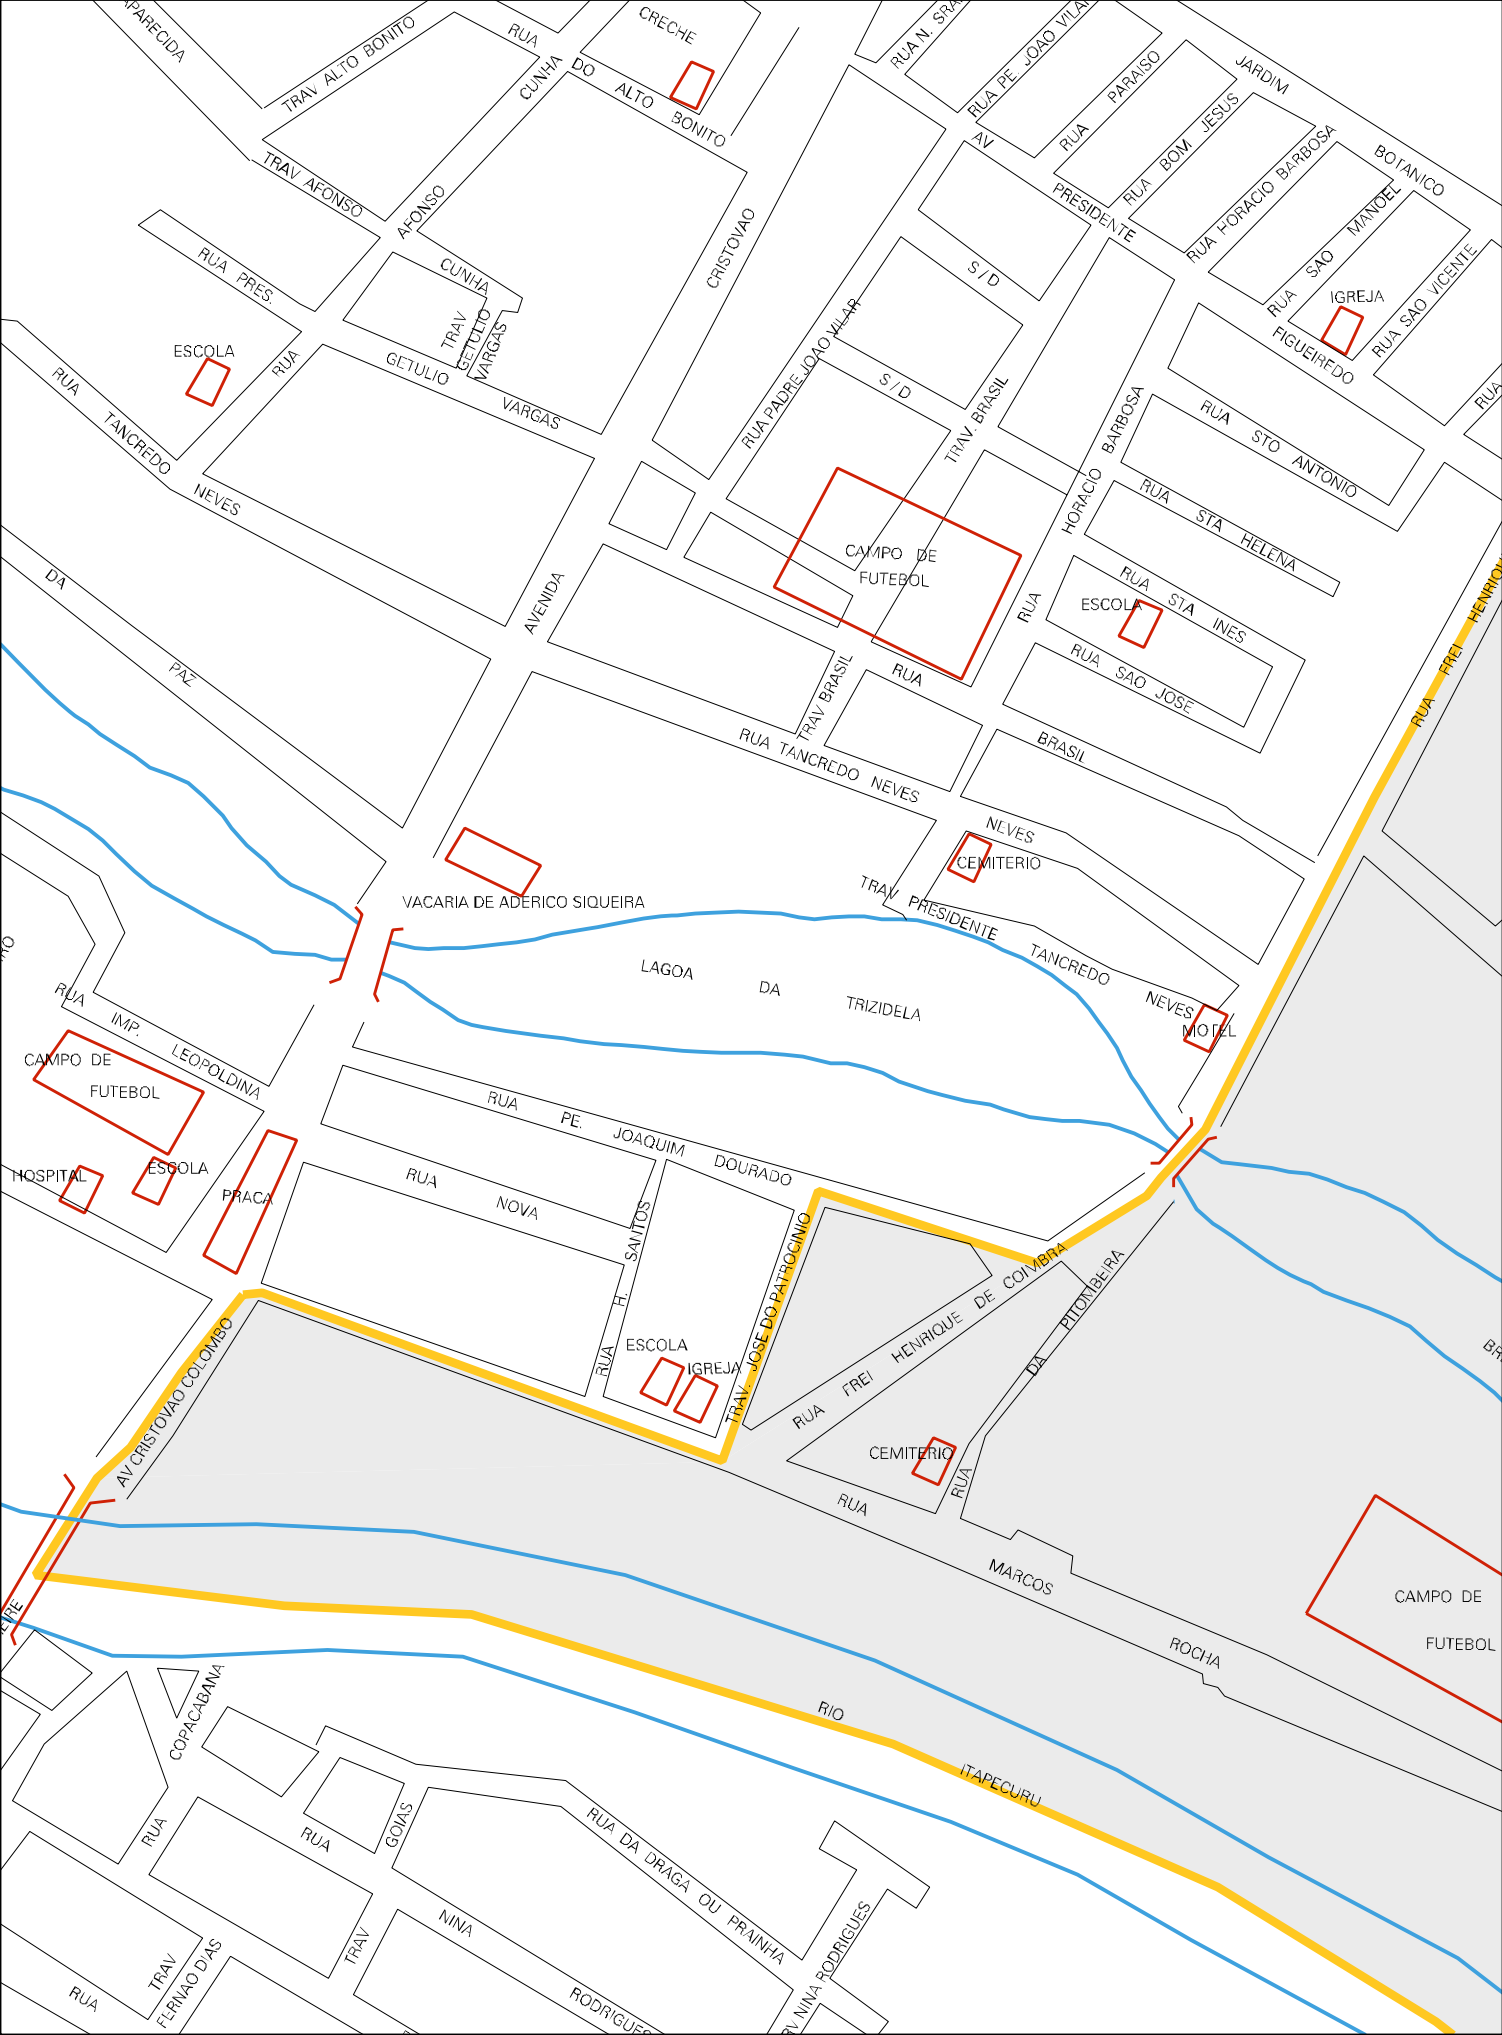 APARECIDA
TRAV ALTO BONITO
RUA DO ALTO BONITO
CRECHE
RUA PE JOAO VILAR
RUA PARAISO
RUA BOM JESUS
RUA HORACIO BARBOSA
JARDIM BOTANICO
AV PRESIDENTE FIGUEIREDO
TRAV AFONSO
AFONSO CUNHA
CUNHA
RUA PRES.
CRISTOVAO
S / D
RUA SAO MANOEL
IGREJA
RUA SAO VICENTE
RUA
ESCOLA
RUA
GETULIO VARGAS
TRAV
GETULIO
VARGAS
RUA PADRE JOAO VILAR
S / D
TRAV. BRASIL
RUA TANCREDO NEVES
RUA HORACIO BARBOSA
RUA STO ANTONIO
RUA STA HELENA
CAMPO DE
FUTEBOL
RUA STA INES
ESCOLA
RUA SAO JOSE
DA PAZ
AVENIDA
TRAV BRASIL
RUA BRASIL
RUA FREI
RUA TANCREDO NEVES
NEVES
CEMITERIO
VACARIA DE ADERICO SIQUEIRA
TRAV PRESIDENTE TANCREDO NEVES
LAGOA DA TRIZIDELA
MOTEL
RUA IMP. LEOPOLDINA
CAMPO DE
FUTEBOL
HOSPITAL
ESCOLA
PRACA
RUA PE. JOAQUIM DOURADO
RUA NOVA
RUA H. SANTOS
TRAV. JOSE DO PATROCINIO
ESCOLA
IGREJA
RUA FREI HENRIQUE DE COIMBRA
RUA DA PITOMBEIRA
CEMITERIO
AV CRISTOVAO COLOMBO
RUA MARCOS ROCHA
CAMPO DE
FUTEBOL
RIO ITAPECURU
RUA COPACABANA
RUA NINA RODRIGUES
TRAV GOIAS
RUA DA DRAGA OU PRAINHA
NINA RODRIGUES
TRAV
FERNAO DIAS
RUA